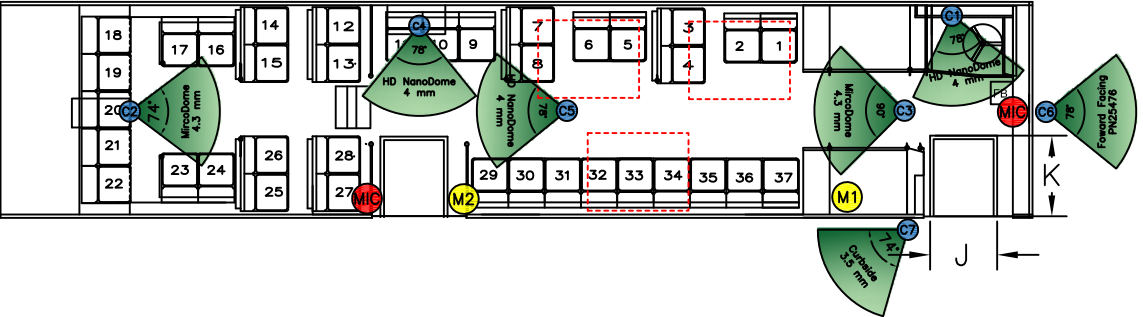 18
19
20
21
22
17
16
14
15
12
13
C4
78°
HD NanoDome
4 mm
10
9
7
8
HD NanoDome
4 mm
78°
C5
6
5
3
4
2
1
C1
78°
HD NanoDome
4 mm
FB
MIC
C6
78°
Foward Facing
PN25476
C2
74°
MircoDome
4.3 mm
MircoDome
4.3 mm
90°
C3
23
24
26
25
28
27
MIC
M2
29
30
31
32
33
34
35
36
37
M1
K
J
C7
74°
Curbside
3.5 mm